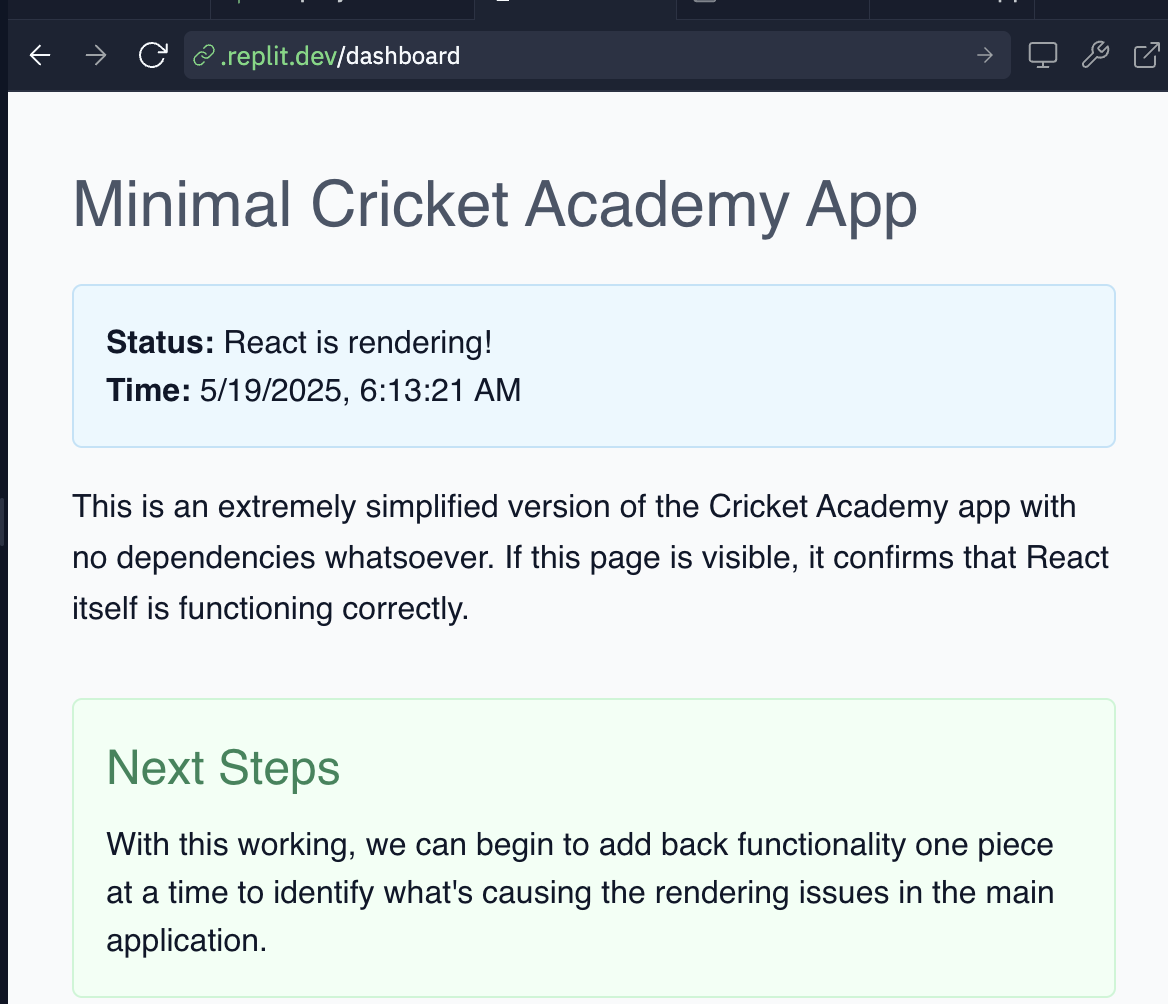 .replit.dev/dashboard
Minimal Cricket Academy App
Status: React is rendering!
Time: 5/19/2025, 6:13:21 AM
This is an extremely simplified version of the Cricket Academy app with
no dependencies whatsoever. If this page is visible, it confirms that React
itself is functioning correctly.
Next Steps
With this working, we can begin to add back functionality one piece
at a time to identify what's causing the rendering issues in the main
application.